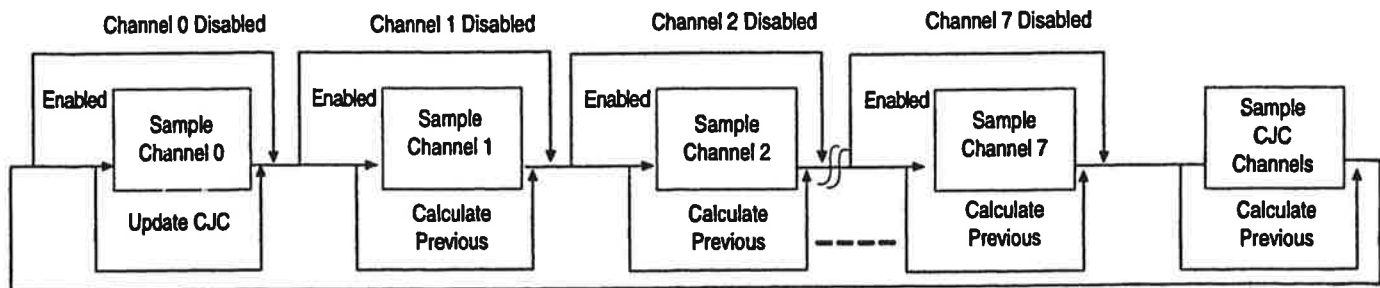 Channel 0 Disabled
Channel 1 Disabled
Channel 2 Disabled
Channel 7 Disabled
Enabled
Sample
Channel 0
Update CJC
Enabled
Sample
Channel 1
Calculate
Previous
Enabled
Sample
Channel 2
Calculate
Previous
Enabled
Sample
Channel 7
Calculate
Previous
Sample
CJC
Channels
Calculate
Previous